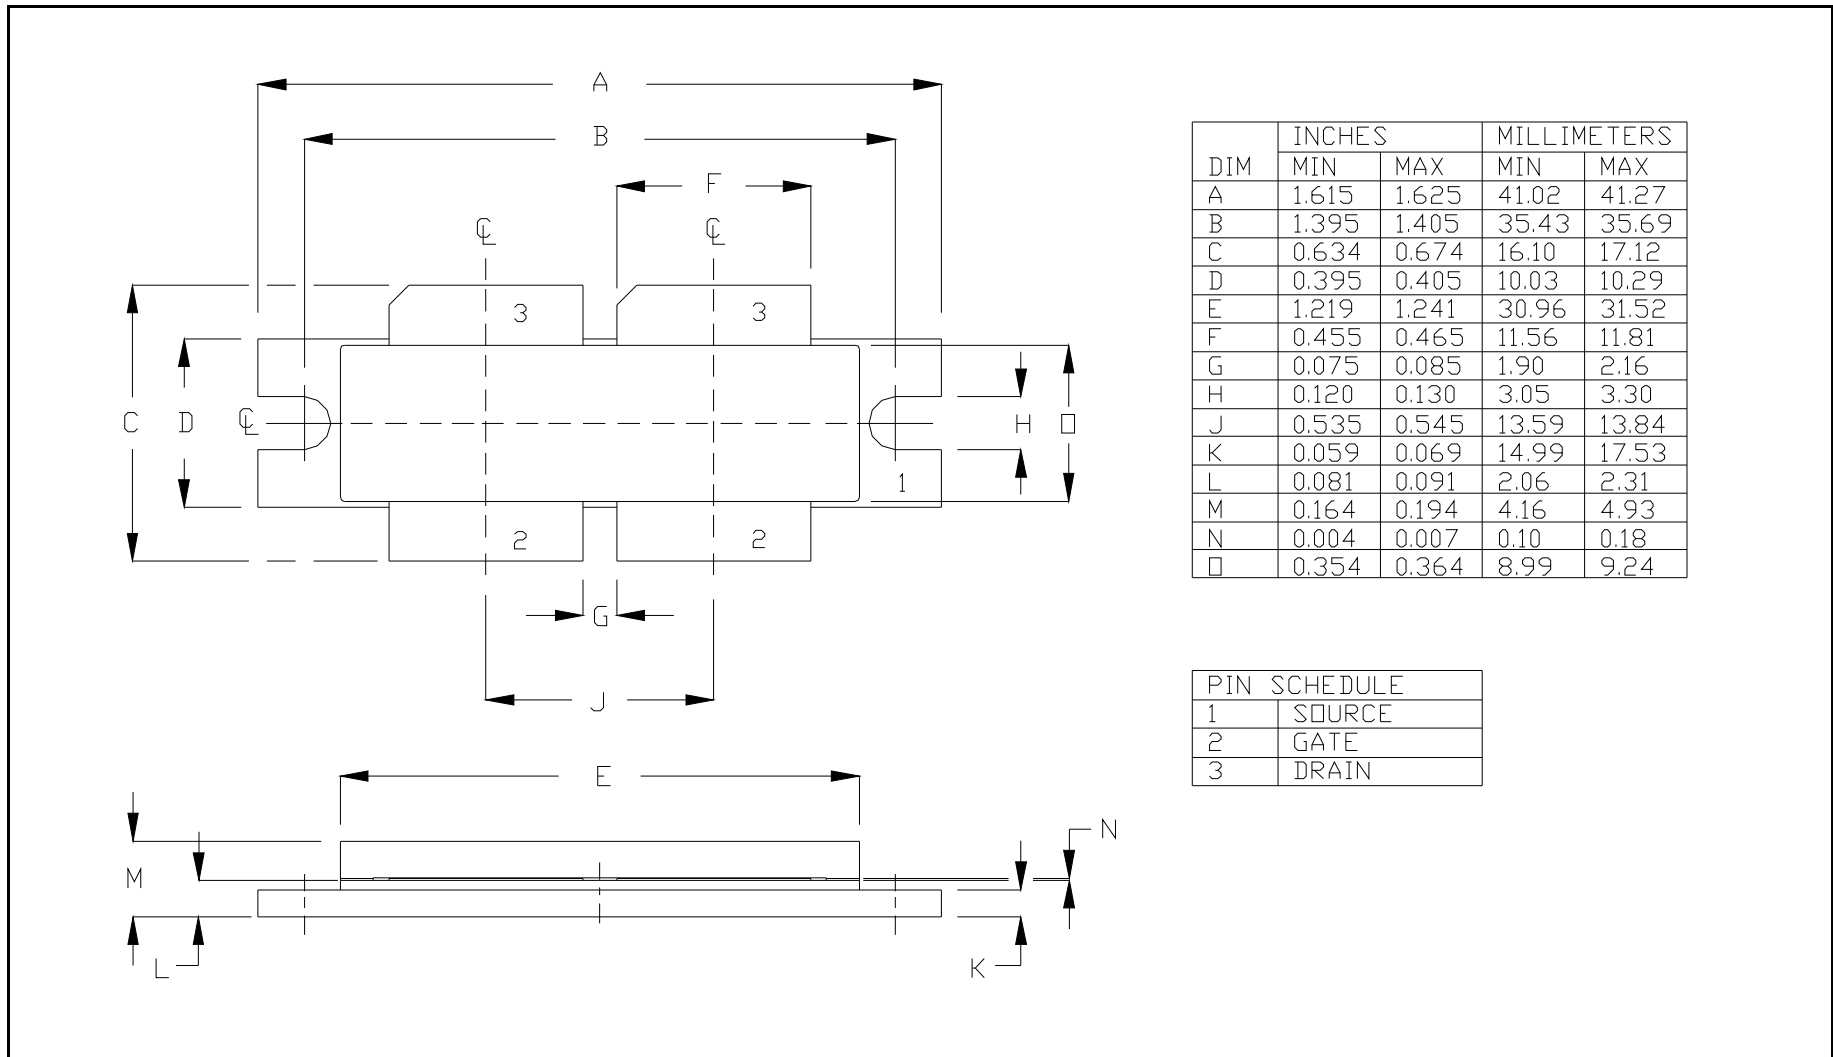 A
B
F
℄ ℄
3 3
C D ℄ H O
1
2 2
G
J
E
N
M
L K
INCHES MILLIMETERS
DIM MIN MAX MIN MAX
A 1.615 1.625 41.02 41.27
B 1.395 1.405 35.43 35.69
C 0.634 0.674 16.10 17.12
D 0.395 0.405 10.03 10.29
E 1.219 1.241 30.96 31.52
F 0.455 0.465 11.56 11.81
G 0.075 0.085 1.90 2.16
H 0.120 0.130 3.05 3.30
J 0.535 0.545 13.59 13.84
K 0.059 0.069 14.99 17.53
L 0.081 0.091 2.06 2.31
M 0.164 0.194 4.16 4.93
N 0.004 0.007 0.10 0.18
O 0.354 0.364 8.99 9.24
PIN SCHEDULE
1 SOURCE
2 GATE
3 DRAIN